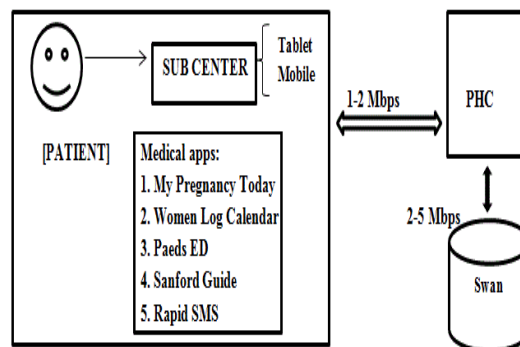 SUB CENTER
Tablet
Mobile
[PATIENT]
Medical apps:
1. My Pregnancy Today
2. Women Log Calendar
3. Paeds ED
4. Sanford Guide
5. Rapid SMS
1-2 Mbps
PHC
2-5 Mbps
Swan